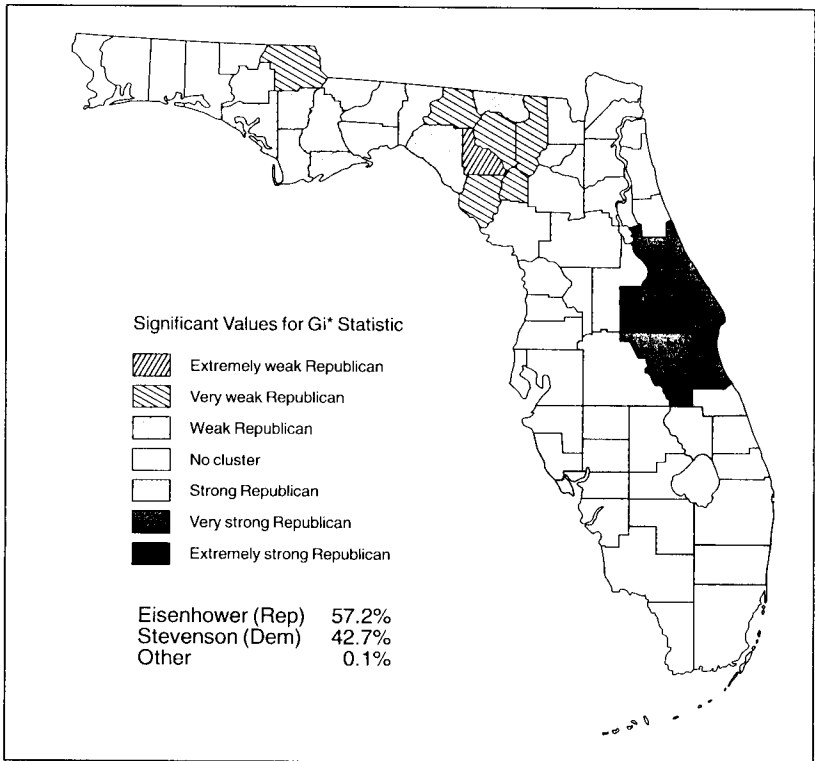 Significant Values for Gi* Statistic
Extremely weak Republican
Very weak Republican
Weak Republican
No cluster
Strong Republican
Very strong Republican
Extremely strong Republican
Eisenhower (Rep) 57.2%
Stevenson (Dem) 42.7%
Other 0.1%